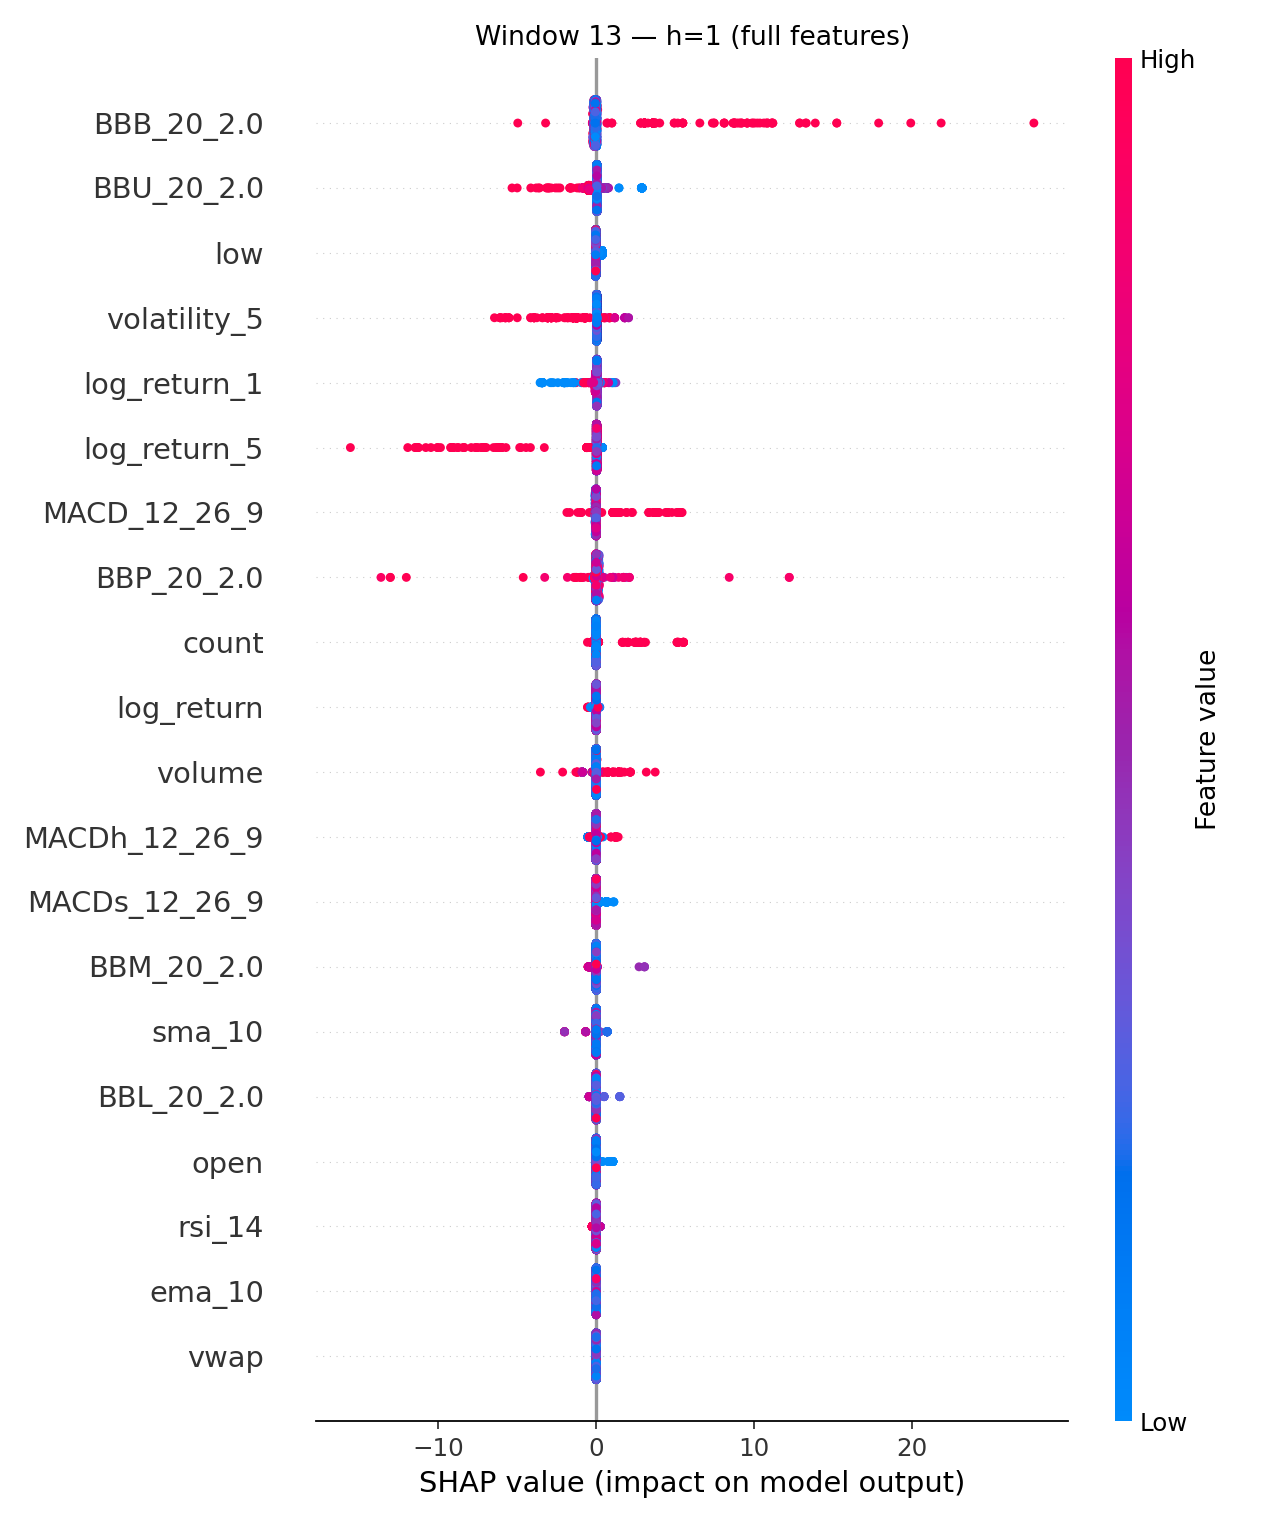 Window 13 — h=1 (full features)
High
BBB_20_2.0
BBU_20_2.0
low
volatility_5
log_return_1
log_return_5
MACD_12_26_9
BBP_20_2.0
count
log_return
volume
MACDh_12_26_9
MACDs_12_26_9
BBM_20_2.0
sma_10
BBL_20_2.0
open
rsi_14
ema_10
vwap
Feature value
Low
−10 0 10 20
SHAP value (impact on model output)